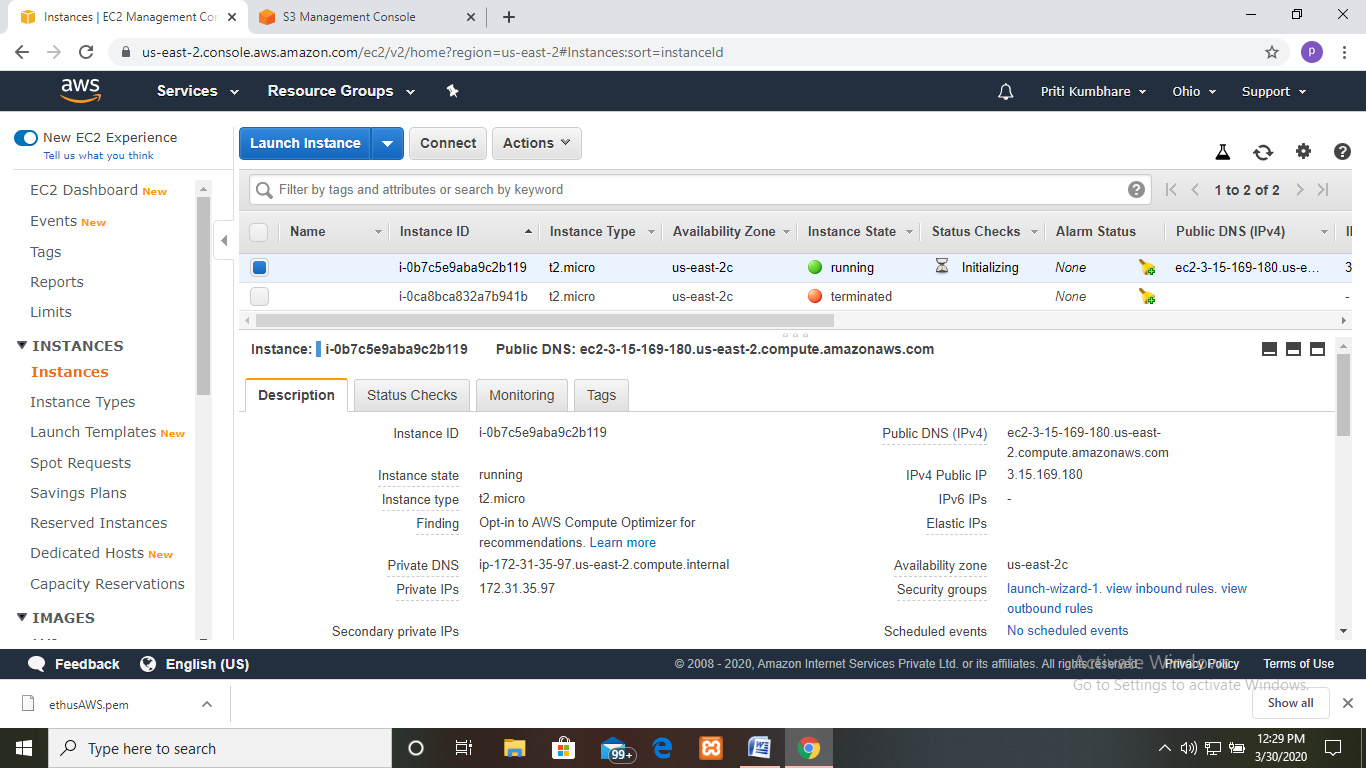 Instances | EC2 Management Con
S3 Management Console
us-east-2.console.aws.amazon.com/ec2/v2/home?region=us-east-2#Instances:sort=instanceId
p
aws
Services
Resource Groups
Priti Kumbhare
Ohio
Support
New EC2 Experience
Tell us what you think
EC2 Dashboard New
Events New
Tags
Reports
Limits
INSTANCES
Instances
Instance Types
Launch Templates New
Spot Requests
Savings Plans
Reserved Instances
Dedicated Hosts New
Capacity Reservations
IMAGES
Launch Instance
Connect
Actions
Filter by tags and attributes or search by keyword
1 to 2 of 2
Name Instance ID Instance Type Availability Zone Instance State Status Checks Alarm Status Public DNS (IPv4)
i-0b7c5e9aba9c2b119 t2.micro us-east-2c running Initializing None ec2-3-15-169-180.us-e... 3
i-0ca8bca832a7b941b t2.micro us-east-2c terminated None -
Instance: i-0b7c5e9aba9c2b119 Public DNS: ec2-3-15-169-180.us-east-2.compute.amazonaws.com
Description
Status Checks
Monitoring
Tags
Instance ID i-0b7c5e9aba9c2b119
Instance state running
Instance type t2.micro
Finding Opt-in to AWS Compute Optimizer for
recommendations. Learn more
Private DNS ip-172-31-35-97.us-east-2.compute.internal
Private IPs 172.31.35.97
Secondary private IPs
Public DNS (IPv4) ec2-3-15-169-180.us-east-
2.compute.amazonaws.com
IPv4 Public IP 3.15.169.180
IPv6 IPs -
Elastic IPs
Availability zone us-east-2c
Security groups launch-wizard-1. view inbound rules. view
outbound rules
Scheduled events No scheduled events
Feedback
English (US)
© 2008 - 2020, Amazon Internet Services Private Ltd. or its affiliates. All rights reserved.
Privacy Policy
Terms of Use
Activate Windows
Go to Settings to activate Windows.
ethusAWS.pem
Show all
Type here to search
99+
12:29 PM
3/30/2020